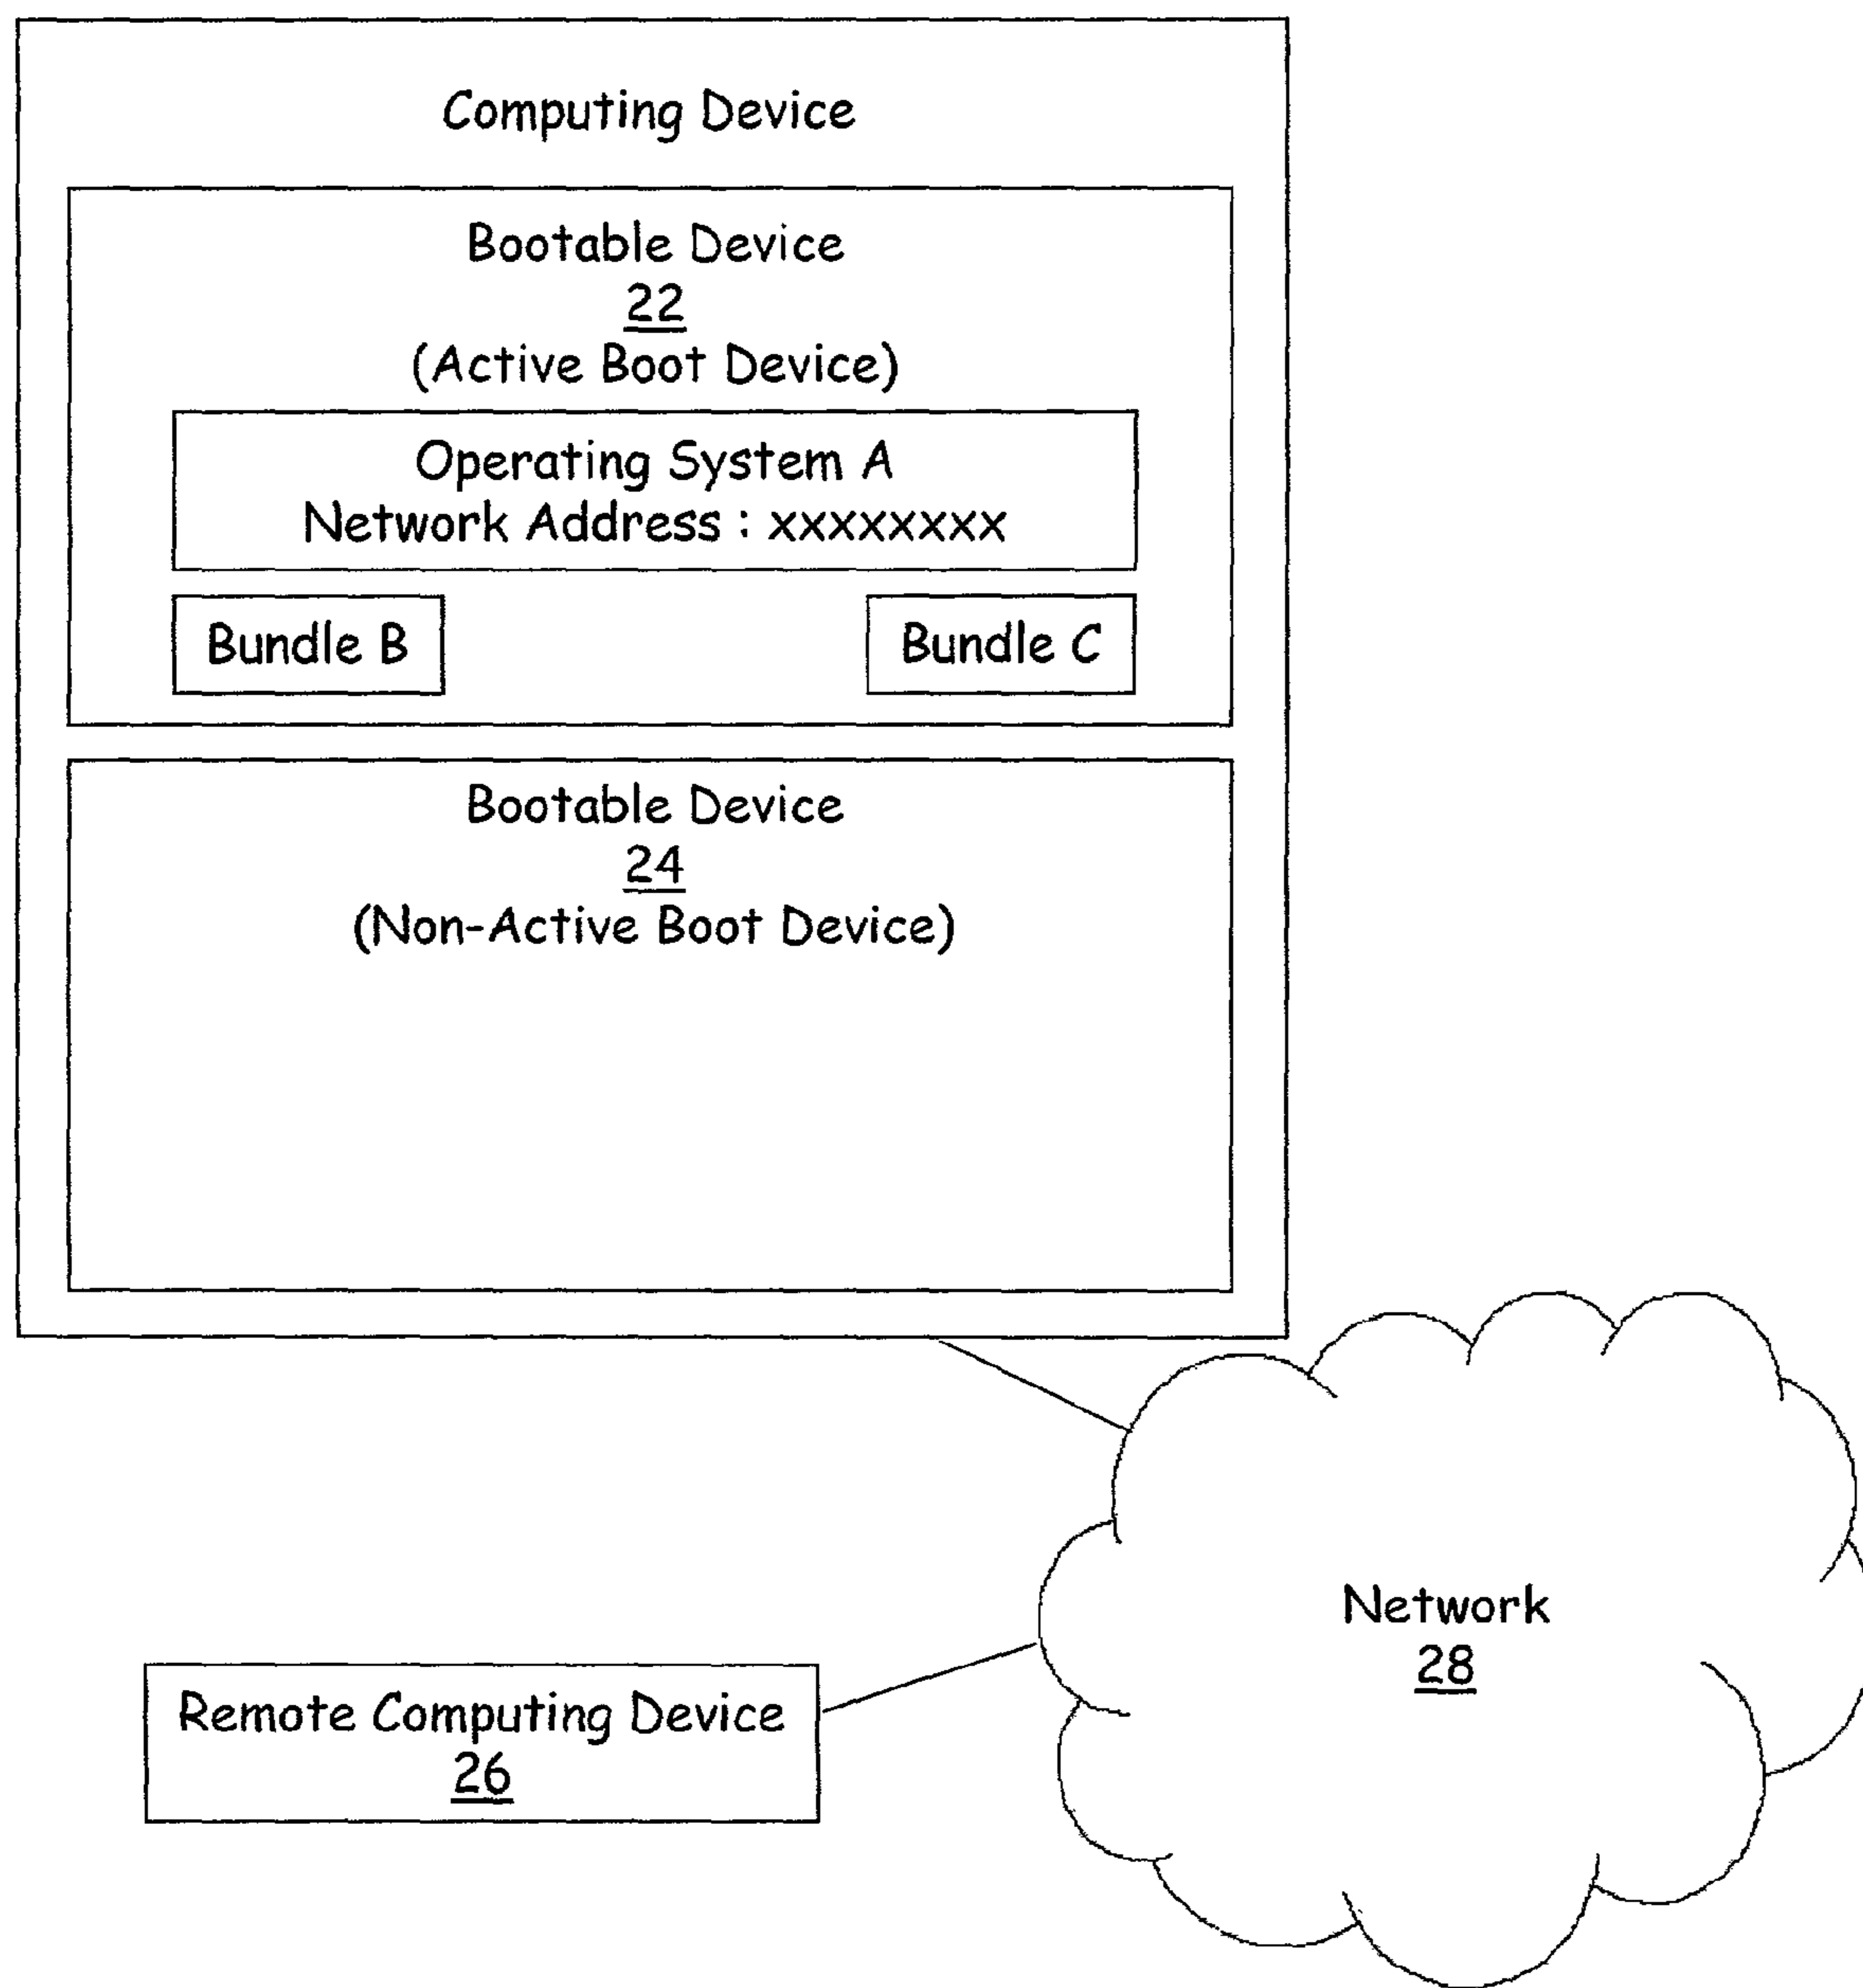 Computing Device
Bootable Device
22
(Active Boot Device)
Operating System A
Network Address : xxxxxxxx
Bundle B
Bundle C
Bootable Device
24
(Non-Active Boot Device)
Network
28
Remote Computing Device
26